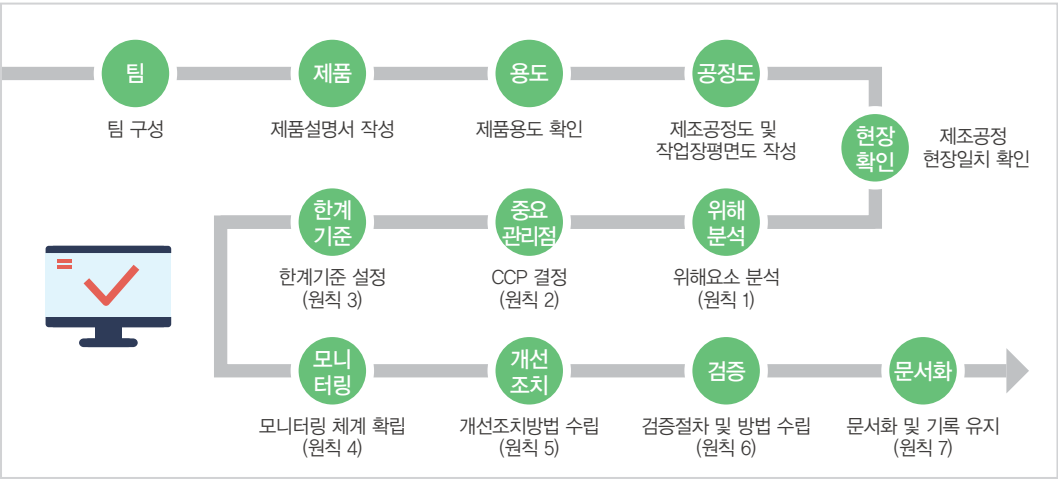 팀
제품
용도
공정도
팀 구성
제품설명서 작성
제품용도 확인
제조공정도 및
작업장평면도 작성
현장
확인
제조공정
현장일치 확인
위해
분석
위해요소 분석
(원칙 1)
중요
관리점
CCP 결정
(원칙 2)
한계
기준
한계기준 설정
(원칙 3)
모니
터링
모니터링 체계 확립
(원칙 4)
개선
조치
개선조치방법 수립
(원칙 5)
검증
검증절차 및 방법 수립
(원칙 6)
문서화
문서화 및 기록 유지
(원칙 7)